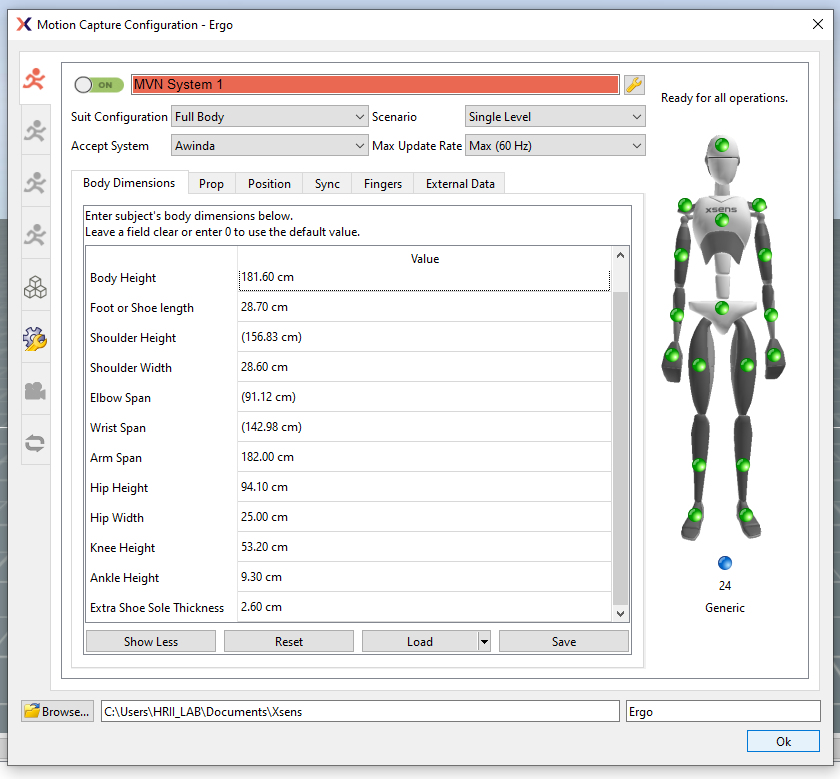 Motion Capture Configuration - Ergo
ON
MVN System 1
Ready for all operations.
Suit Configuration
Full Body
Scenario
Single Level
Accept System
Awinda
Max Update Rate
Max (60 Hz)
Body Dimensions
Prop
Position
Sync
Fingers
External Data
Enter subject's body dimensions below.
Leave a field clear or enter 0 to use the default value.
Value
Body Height
181.60 cm
Foot or Shoe length
28.70 cm
Shoulder Height
(156.83 cm)
Shoulder Width
28.60 cm
Elbow Span
(91.12 cm)
Wrist Span
(142.98 cm)
Arm Span
182.00 cm
Hip Height
94.10 cm
Hip Width
25.00 cm
Knee Height
53.20 cm
Ankle Height
9.30 cm
Extra Shoe Sole Thickness
2.60 cm
Show Less
Reset
Load
Save
xsens
24
Generic
Browse...
C:\Users\HRII_LAB\Documents\Xsens
Ergo
Ok